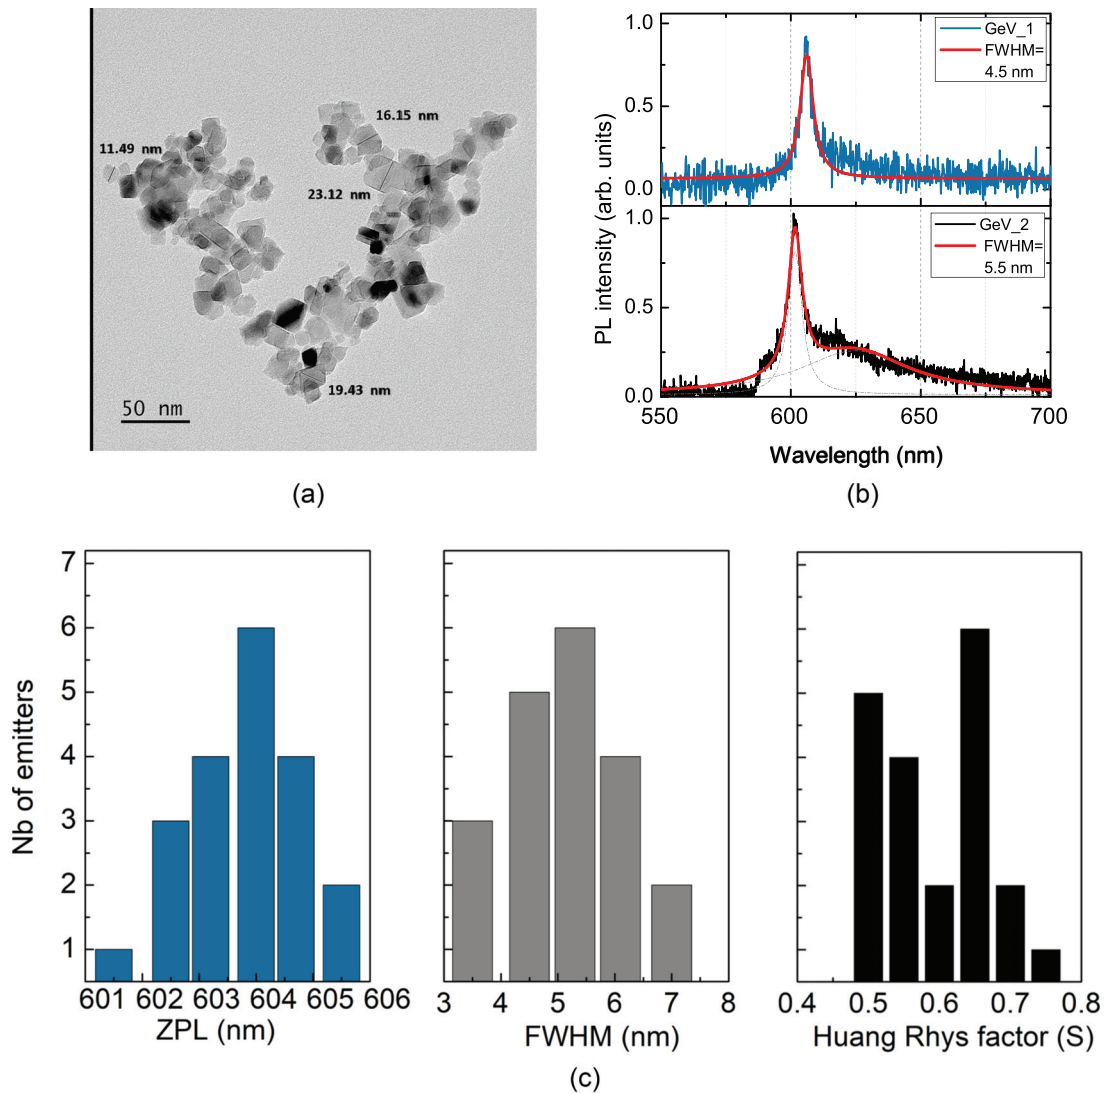 16.15 nm
11.49 nm
23.12 nm
19.43 nm
50 nm
(a)
PL intensity (arb. units)
1.0
0.5
0.0
GeV_1
FWHM=
4.5 nm
1.0
0.5
0.0
GeV_2
FWHM=
5.5 nm
550 600 650 700
Wavelength (nm)
(b)
Nb of emitters
7
6
5
4
3
2
1
601 602 603 604 605 606
ZPL (nm)
3 4 5 6 7 8
FWHM (nm)
0.4 0.5 0.6 0.7 0.8
Huang Rhys factor (S)
(c)